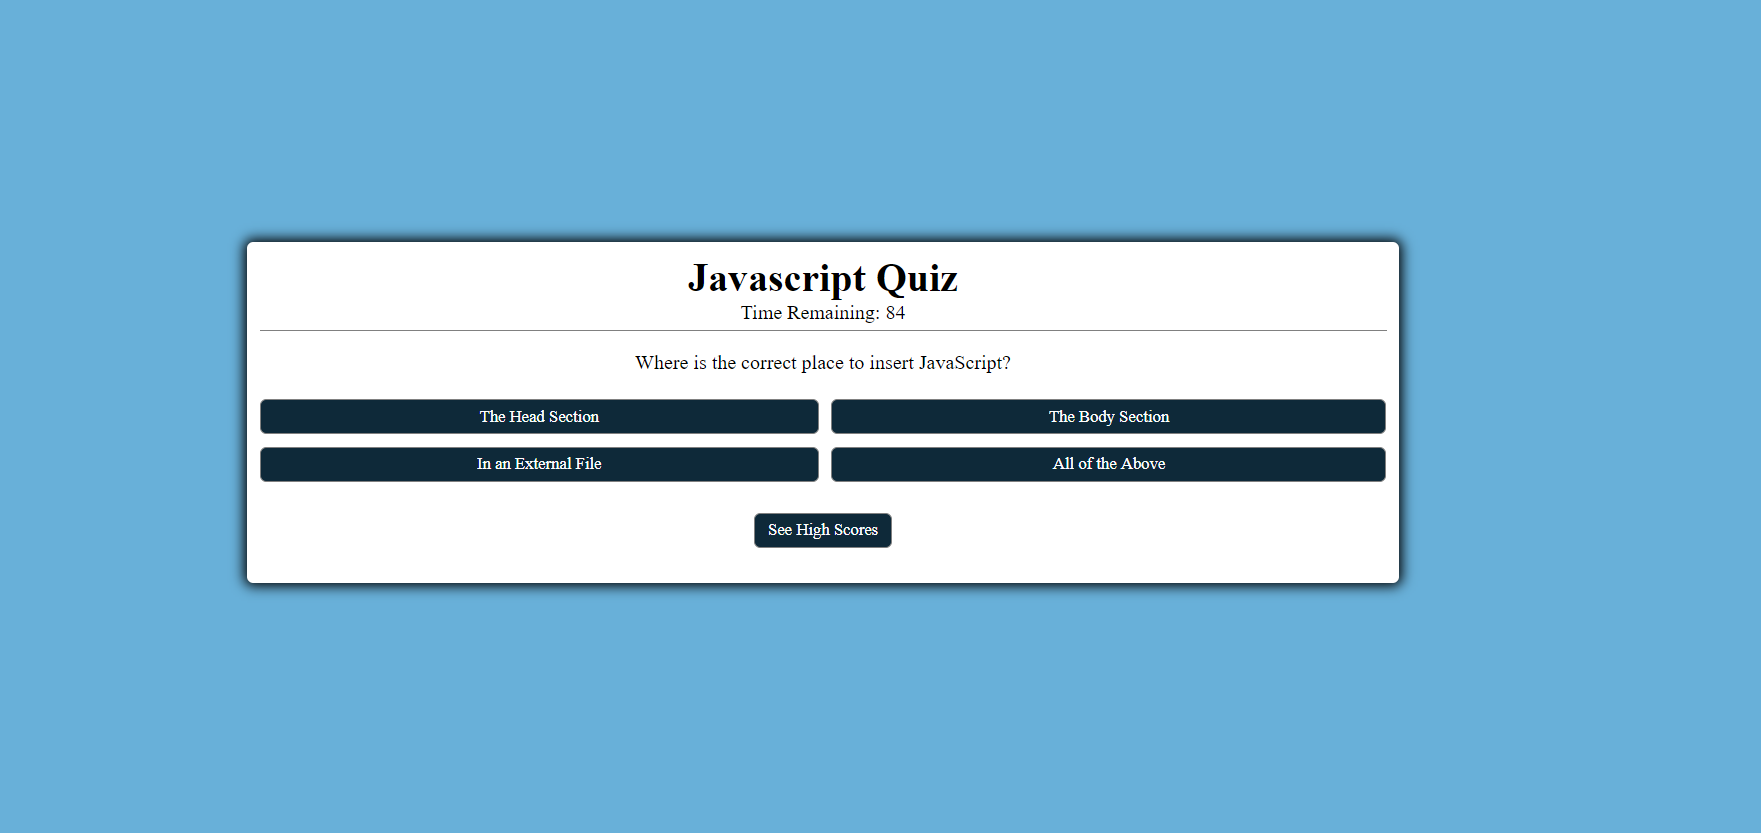 Javascript Quiz
Time Remaining: 84
Where is the correct place to insert JavaScript?
The Head Section
The Body Section
In an External File
All of the Above
See High Scores